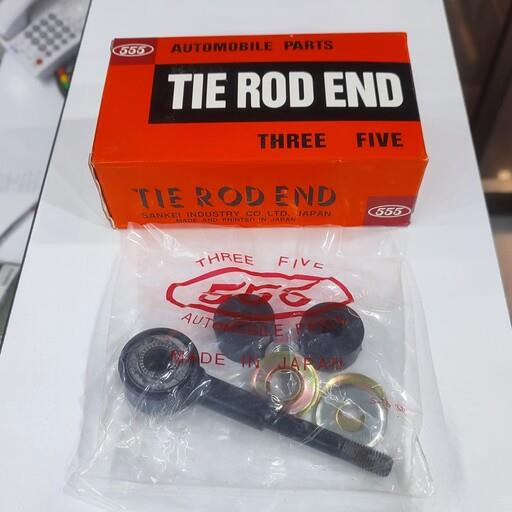 555
AUTOMOBILE PARTS
TIE ROD END
THREE FIVE
TIE ROD END
SANKEI INDUSTRY CO., LTD. JAPAN
MADE AND PRINTED IN JAPAN
555
THREE FIVE
555
AUTOMOBILE PARTS
MADE IN JAPAN